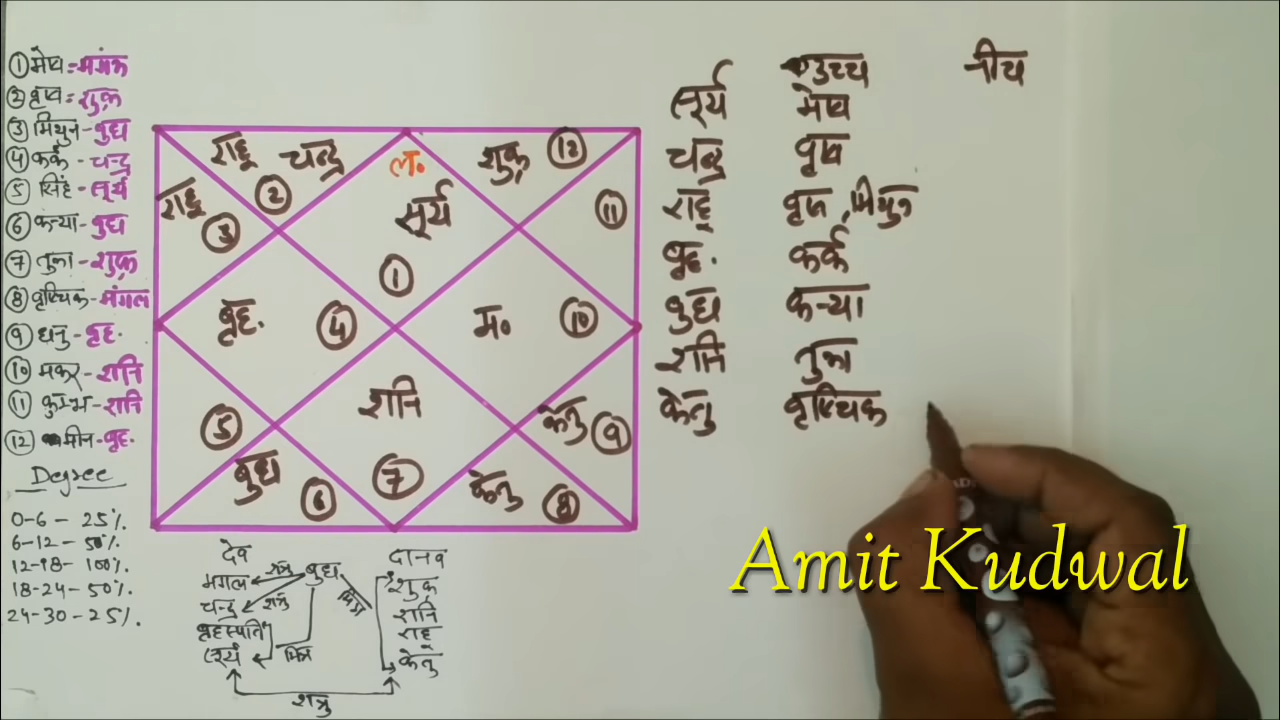 ① मेष = मंगल
② वृष = शुक्र
③ मिथुन - बुध
④ कर्क - चन्द्र
⑤ सिंह - सूर्य
⑥ कन्या - बुध
⑦ तुला - शुक्र
⑧ वृश्चिक - मंगल
⑨ धनु - वृह.
⑩ मकर - शनि
⑪ कुम्भ - शनि
⑫ मीन - वृह.
Degree
0-6 - 25%.
6-12 - 50%.
12-18 - 100%.
18-24 - 50%.
24-30 - 25%.
राहू चन्द्र ②
राहू ③
ल.
सूर्य ①
शुक्र ⑫
⑪
बृह. ④
म. ⑩
⑤
शनि ⑦
केतु ⑨
बुध ⑥
केतु ⑧
देव
दानव
मंगल शत्रु बुध मित्र शुक्र
चन्द्र शत्रु शनि
बृहस्पति राहू
सूर्य मित्र केतु
शत्रु
उच्च नीच
सूर्य मेष
चन्द्र वृष
राहू वृष, मिथुन
बृह. कर्क
बुध कन्या
शनि तुला
केतु वृश्चिक
Amit Kudwal